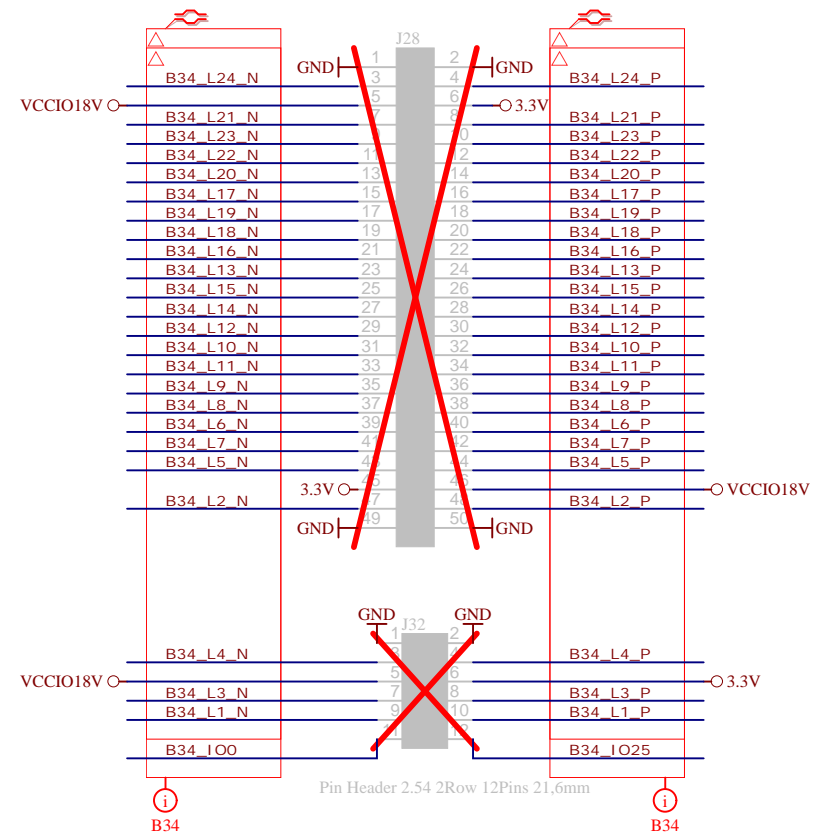 J28
GND 1 2 GND
B34_L24_N 3 4 B34_L24_P
VCCIO18V 5 6 3.3V
B34_L21_N 7 8 B34_L21_P
B34_L23_N 10 B34_L23_P
B34_L22_N 11 12 B34_L22_P
B34_L20_N 13 14 B34_L20_P
B34_L17_N 15 16 B34_L17_P
B34_L19_N 17 18 B34_L19_P
B34_L18_N 19 20 B34_L18_P
B34_L16_N 21 22 B34_L16_P
B34_L13_N 23 24 B34_L13_P
B34_L15_N 25 26 B34_L15_P
B34_L14_N 27 28 B34_L14_P
B34_L12_N 29 30 B34_L12_P
B34_L10_N 31 32 B34_L10_P
B34_L11_N 33 34 B34_L11_P
B34_L9_N 35 36 B34_L9_P
B34_L8_N 37 38 B34_L8_P
B34_L6_N 39 40 B34_L6_P
B34_L7_N 41 42 B34_L7_P
B34_L5_N 44 B34_L5_P
3.3V 45 46 VCCIO18V
B34_L2_N 48 B34_L2_P
GND 49 50 GND
GND GND
J32
1 2
B34_L4_N B34_L4_P
VCCIO18V 5 6 3.3V
B34_L3_N 7 8 B34_L3_P
B34_L1_N 9 10 B34_L1_P
B34_IO0 B34_IO25
Pin Header 2.54 2Row 12Pins 21,6mm
i i
B34 B34